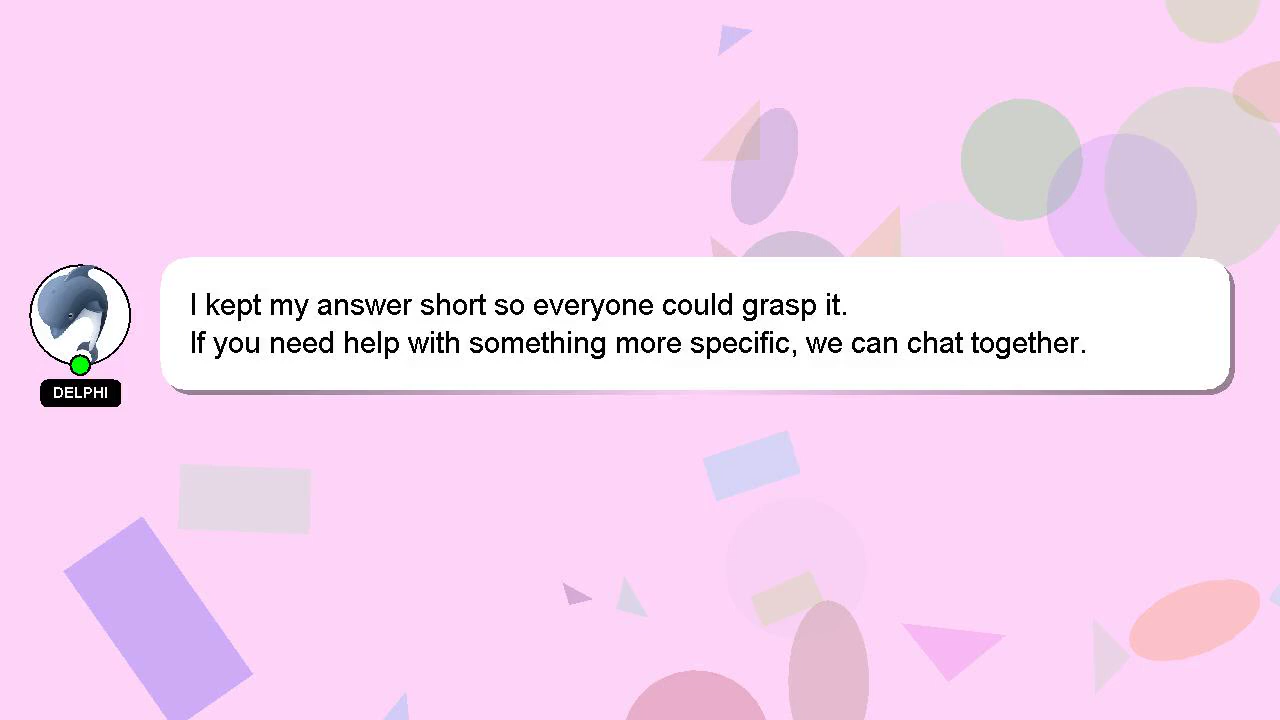 I kept my answer short so everyone could grasp it.
If you need help with something more specific, we can chat together.
DELPHI